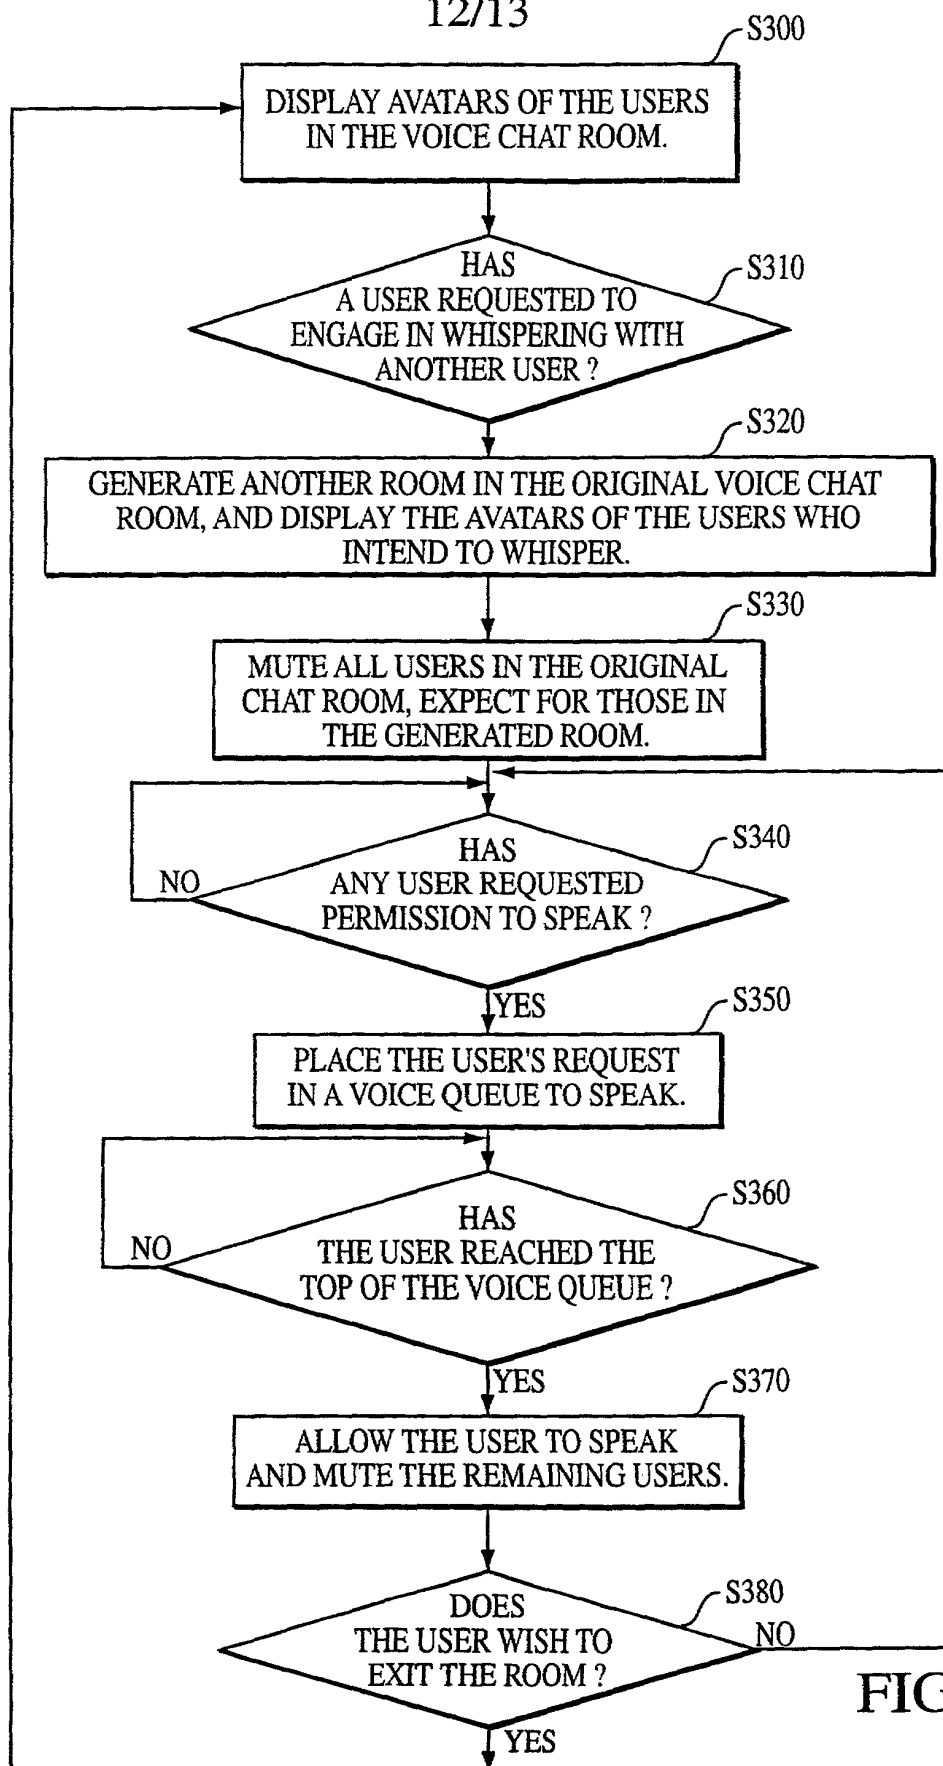 12/13
S300
DISPLAY AVATARS OF THE USERS
IN THE VOICE CHAT ROOM.
S310
HAS
A USER REQUESTED TO
ENGAGE IN WHISPERING WITH
ANOTHER USER ?
S320
GENERATE ANOTHER ROOM IN THE ORIGINAL VOICE CHAT
ROOM, AND DISPLAY THE AVATARS OF THE USERS WHO
INTEND TO WHISPER.
S330
MUTE ALL USERS IN THE ORIGINAL
CHAT ROOM, EXPECT FOR THOSE IN
THE GENERATED ROOM.
S340
HAS
ANY USER REQUESTED
PERMISSION TO SPEAK ?
NO
YES
S350
PLACE THE USER'S REQUEST
IN A VOICE QUEUE TO SPEAK.
S360
HAS
THE USER REACHED THE
TOP OF THE VOICE QUEUE ?
NO
YES
S370
ALLOW THE USER TO SPEAK
AND MUTE THE REMAINING USERS.
S380
DOES
THE USER WISH TO
EXIT THE ROOM ?
NO
FIG
YES